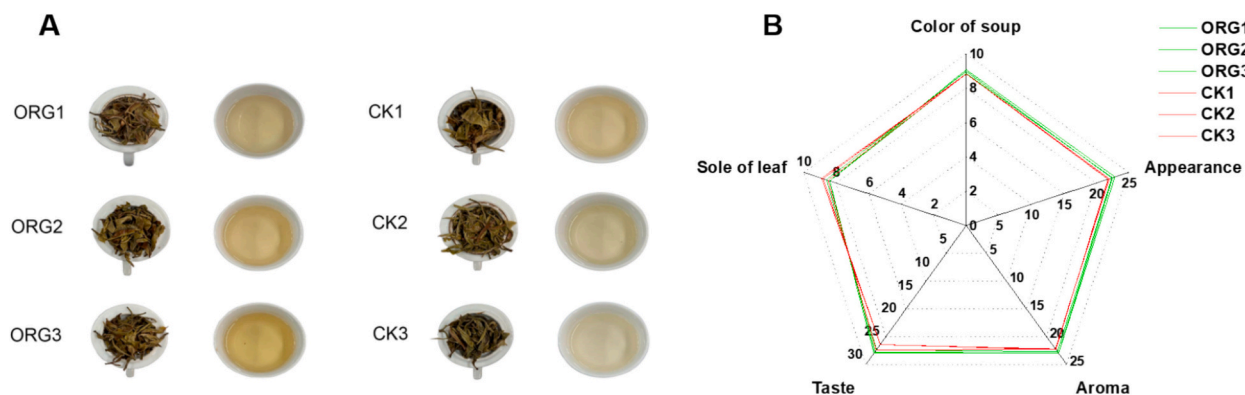 A
ORG1
CK1
ORG2
CK2
ORG3
CK3
B
ORG1
ORG2
ORG3
CK1
CK2
CK3
Color of soup
10
8
6
4
2
0
Appearance
5
10
15
20
25
Aroma
5
10
15
20
25
Taste
5
10
15
20
25
30
Sole of leaf
2
4
6
8
10